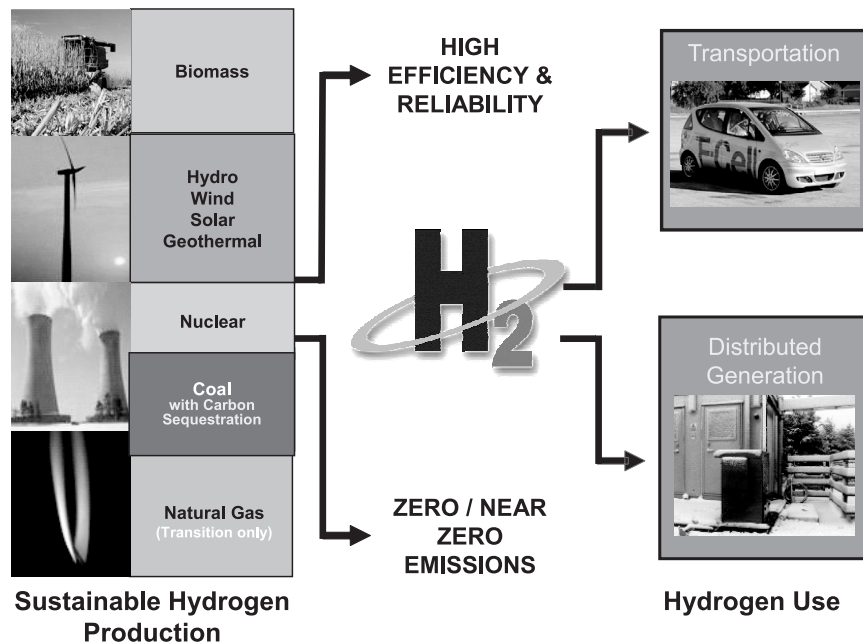 Biomass
Hydro
Wind
Solar
Geothermal
Nuclear
Coal
with Carbon
Sequestration
Natural Gas
(Transition only)
Sustainable Hydrogen
Production
HIGH
EFFICIENCY &
RELIABILITY
H2
ZERO / NEAR
ZERO
EMISSIONS
Transportation
F-Cell
Distributed
Generation
Hydrogen Use